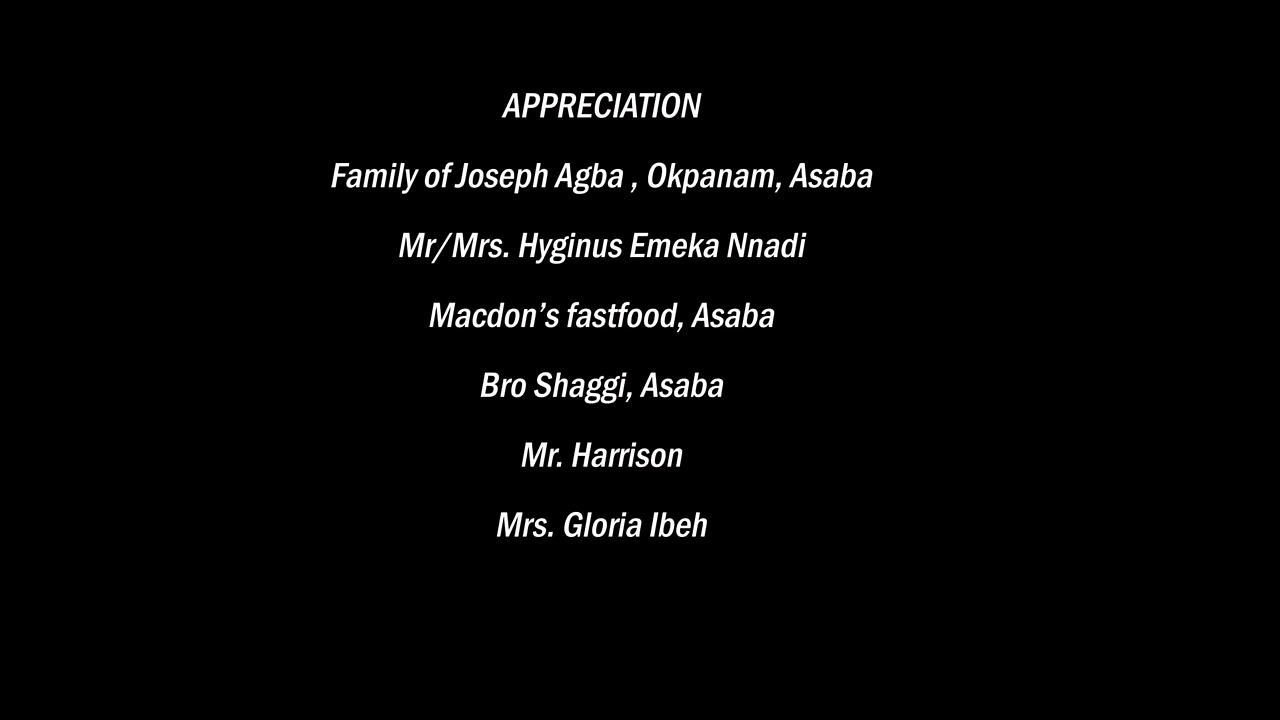 APPRECIATION
Family of Joseph Agba , Okpanam, Asaba
Mr/Mrs. Hyginus Emeka Nnadi
Macdon’s fastfood, Asaba
Bro Shaggi, Asaba
Mr. Harrison
Mrs. Gloria Ibeh